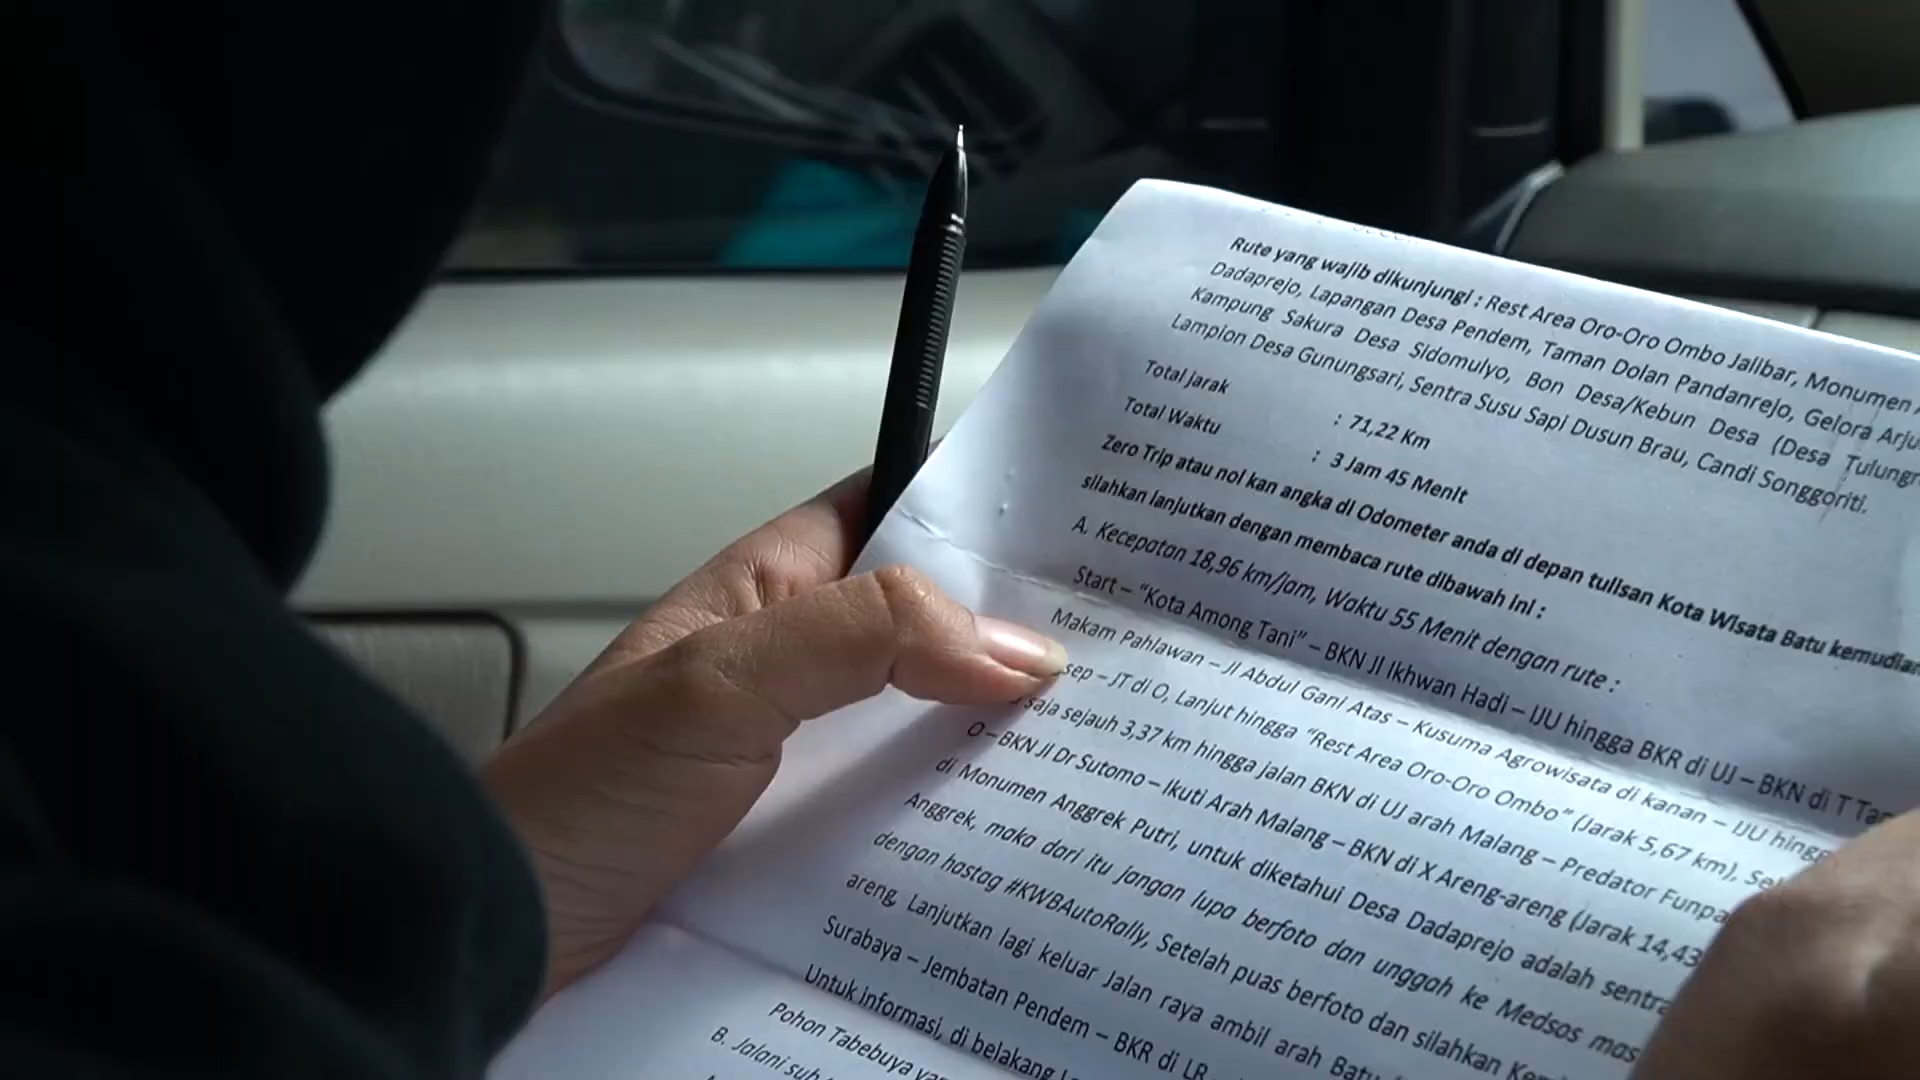 Rute yang wajib dikunjungi : Rest Area Oro-Oro Ombo Jalibar, Monumen
Dadaprejo, Lapangan Desa Pendem, Taman Dolan Pandanrejo, Gelora Arju
Kampung Sakura Desa Sidomulyo, Bon Desa/Kebun Desa (Desa Tulungr
Lampion Desa Gunungsari, Sentra Susu Sapi Dusun Brau, Candi Songgoriti.
Total jarak : 71,22 Km
Total Waktu : 3 Jam 45 Menit
Zero Trip atau nol kan angka di Odometer anda di depan tulisan Kota Wisata Batu kemudian
silahkan lanjutkan dengan membaca rute dibawah ini :
A. Kecepatan 18,96 km/jam, Waktu 55 Menit dengan rute :
Start – “Kota Among Tani” – BKN Jl Ikhwan Hadi – IJU hingga BKR di UJ – BKN di T Tam
Makam Pahlawan – Jl Abdul Gani Atas – Kusuma Agrowisata di kanan – IJU hingg
sep – JT di O, Lanjut hingga “Rest Area Oro-Oro Ombo” (Jarak 5,67 km), Sel
saja sejauh 3,37 km hingga jalan BKN di UJ arah Malang – Predator Funpa
O – BKN Jl Dr Sutomo – Ikuti Arah Malang – BKN di X Areng-areng (Jarak 14,43
di Monumen Anggrek Putri, untuk diketahui Desa Dadaprejo adalah sentra
Anggrek, maka dari itu jangan lupa berfoto dan unggah ke Medsos mas
dengan hastag #KWBAutoRally, Setelah puas berfoto dan silahkan Kem
areng, Lanjutkan lagi keluar Jalan raya ambil arah Batu
Surabaya – Jembatan Pendem – BKR di LR
Untuk informasi, di belakang
Pohon Tabebuya
B. Jalani